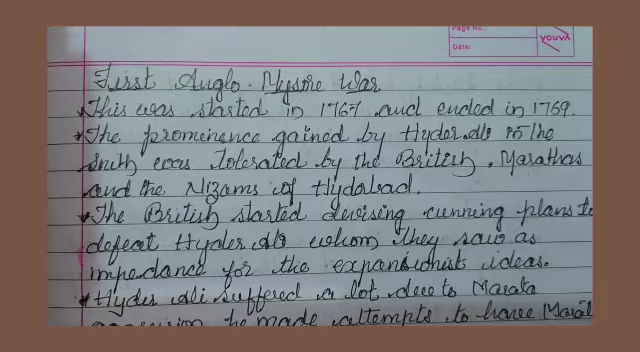 Page No.:
Date:
YOUVA
First Anglo-Mysore War
* This was started in 1767 and ended in 1769.
* The prominence gained by Hyder Ali in the
South was tolerated by the British, Marathas
and the Nizams of Hydabad.
* The British started devising cunning plans to
defeat Hyder Ali whom they saw as
impedance for the expansionist ideas.
* Hyder Ali suffered a lot due to Marata
he made attempts to have